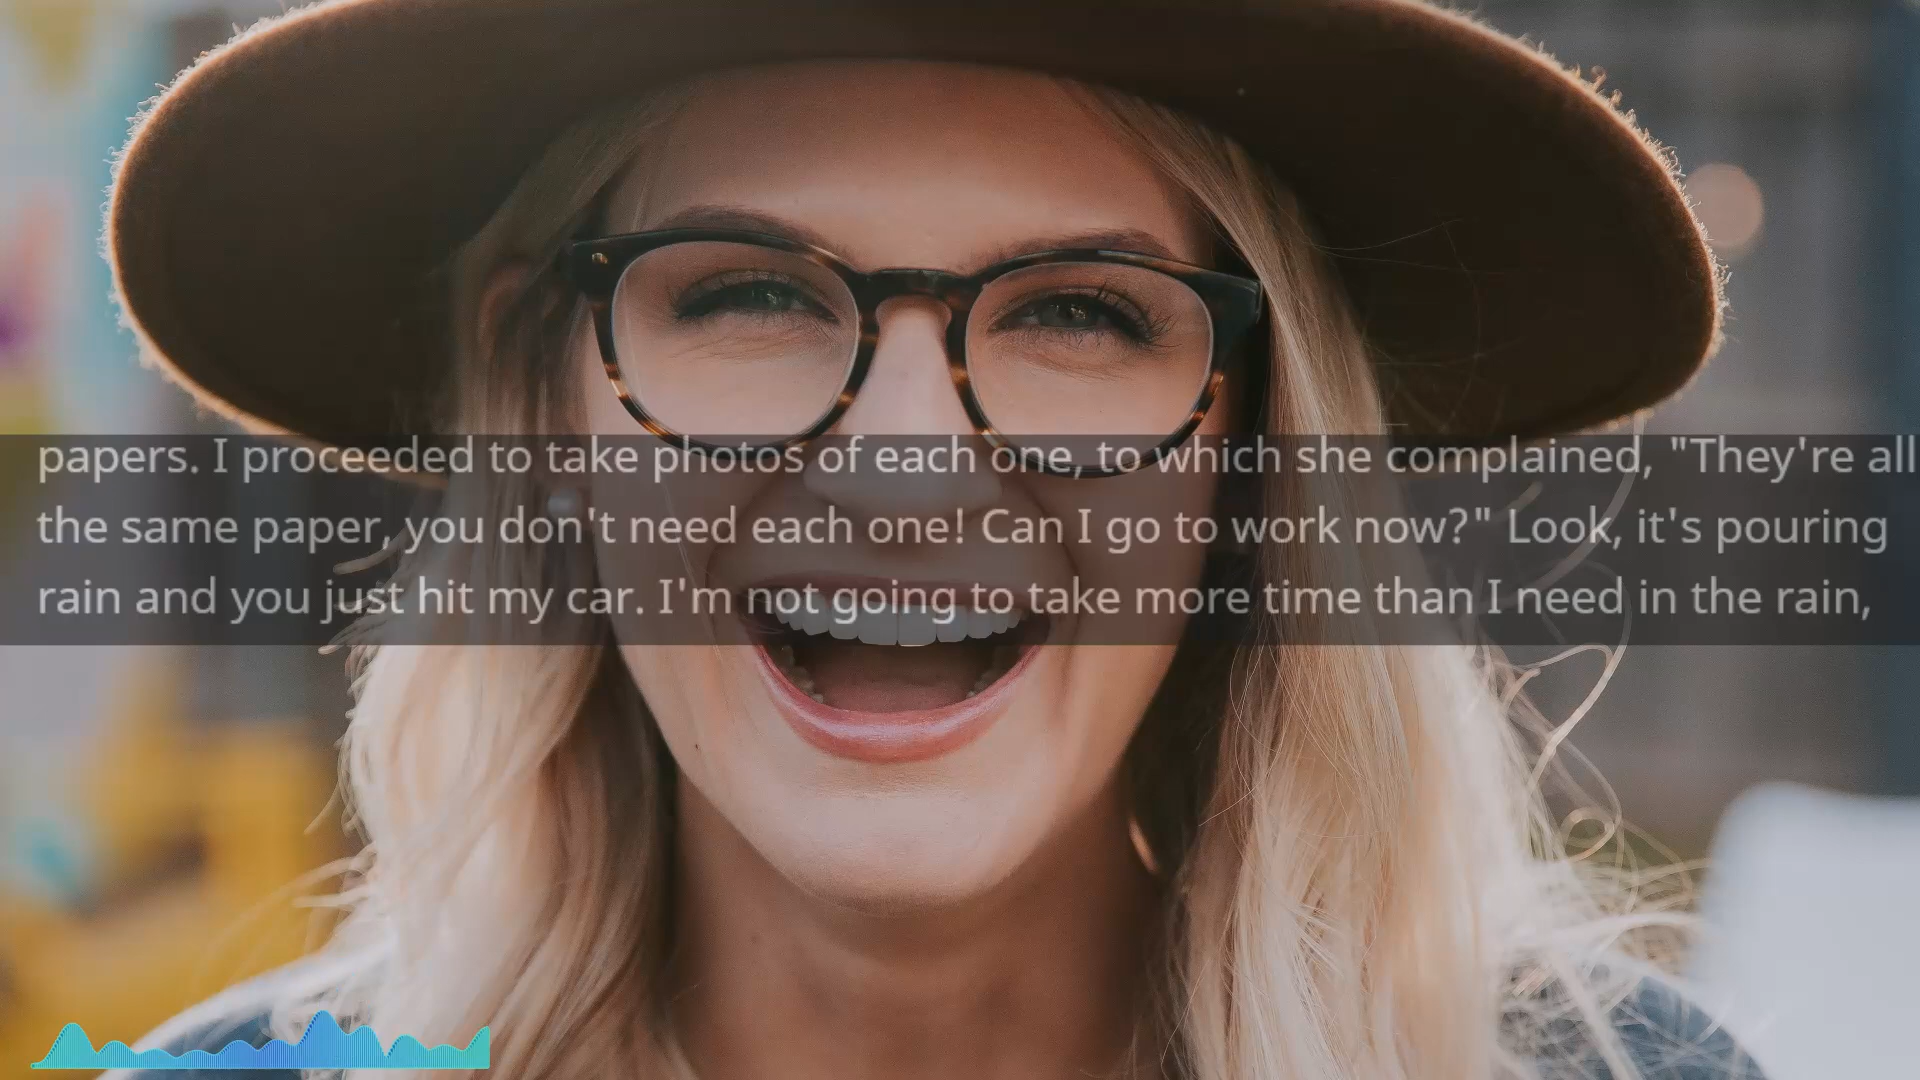 papers. I proceeded to take photos of each one, to which she complained, "They're all
the same paper, you don't need each one! Can I go to work now?" Look, it's pouring
rain and you just hit my car. I'm not going to take more time than I need in the rain,